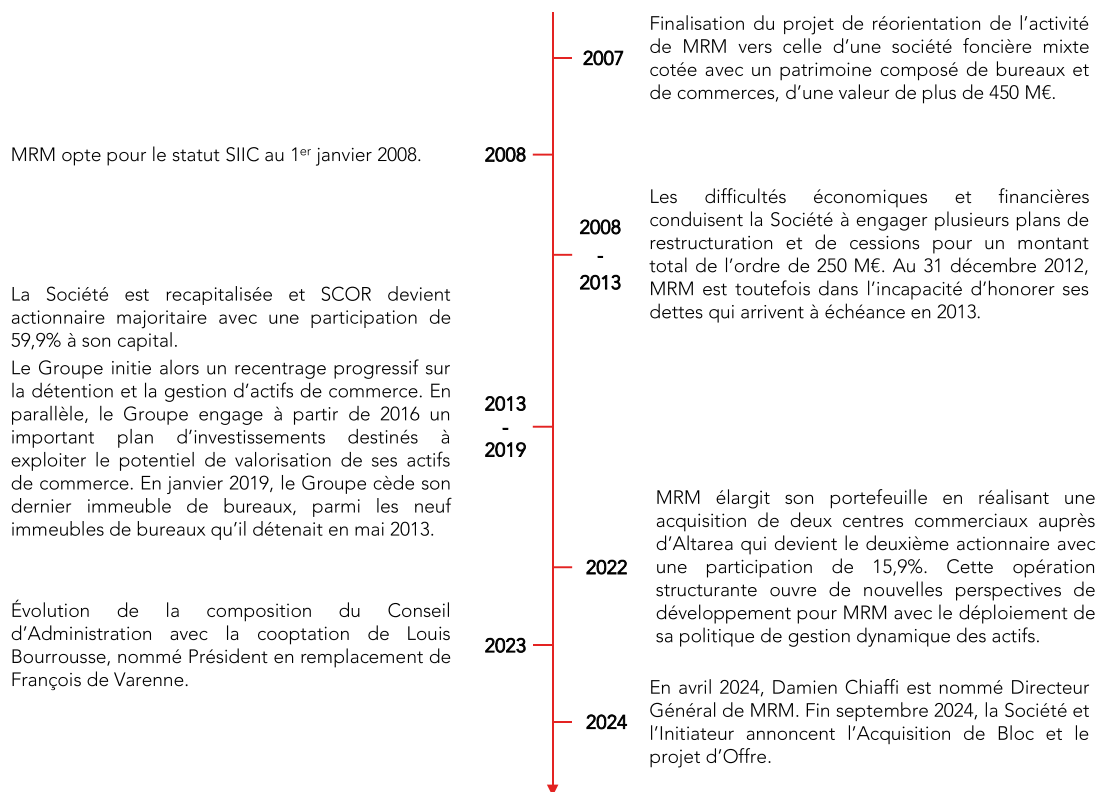 2007
Finalisation du projet de réorientation de l’activité
de MRM vers celle d’une société foncière mixte
cotée avec un patrimoine composé de bureaux et
de commerces, d’une valeur de plus de 450 M€.
MRM opte pour le statut SIIC au 1er janvier 2008.
2008
2008
-
2013
Les difficultés économiques et financières
conduisent la Société à engager plusieurs plans de
restructuration et de cessions pour un montant
total de l’ordre de 250 M€. Au 31 décembre 2012,
MRM est toutefois dans l’incapacité d’honorer ses
dettes qui arrivent à échéance en 2013.
La Société est recapitalisée et SCOR devient
actionnaire majoritaire avec une participation de
59,9% à son capital.
Le Groupe initie alors un recentrage progressif sur
la détention et la gestion d’actifs de commerce. En
parallèle, le Groupe engage à partir de 2016 un
important plan d’investissements destinés à
exploiter le potentiel de valorisation de ses actifs
de commerce. En janvier 2019, le Groupe cède son
dernier immeuble de bureaux, parmi les neuf
immeubles de bureaux qu’il détenait en mai 2013.
2013
-
2019
2022
MRM élargit son portefeuille en réalisant une
acquisition de deux centres commerciaux auprès
d’Altarea qui devient le deuxième actionnaire avec
une participation de 15,9%. Cette opération
structurante ouvre de nouvelles perspectives de
développement pour MRM avec le déploiement de
sa politique de gestion dynamique des actifs.
Évolution de la composition du Conseil
d’Administration avec la cooptation de Louis
Bourrousse, nommé Président en remplacement de
François de Varenne.
2023
2024
En avril 2024, Damien Chiaffi est nommé Directeur
Général de MRM. Fin septembre 2024, la Société et
l’Initiateur annoncent l’Acquisition de Bloc et le
projet d’Offre.